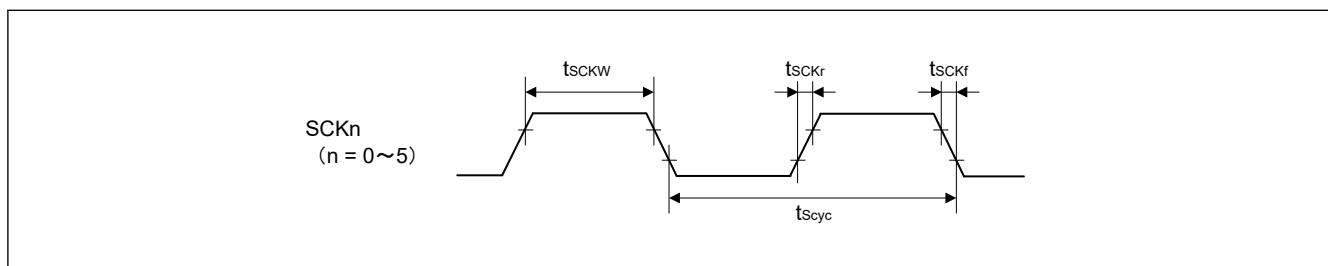 tSCKW
tSCKr
tSCKf
SCKn
（n = 0～5）
tScyc